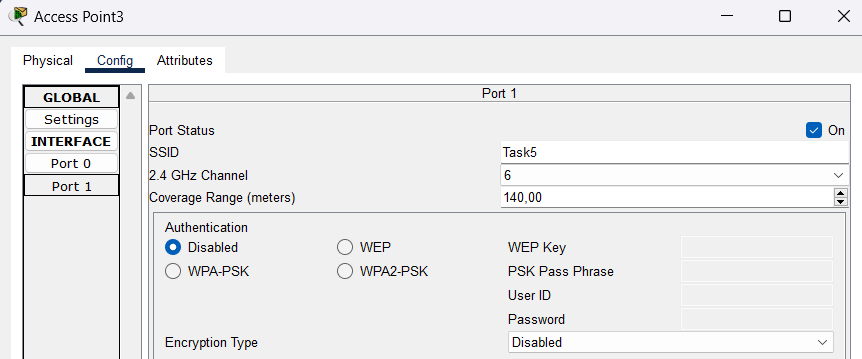 Access Point3
Physical Config Attributes
GLOBAL
Settings
INTERFACE
Port 0
Port 1
Port 1
Port Status On
SSID Task5
2.4 GHz Channel 6
Coverage Range (meters) 140,00
Authentication
Disabled WEP WEP Key
WPA-PSK WPA2-PSK PSK Pass Phrase
User ID
Password
Encryption Type Disabled